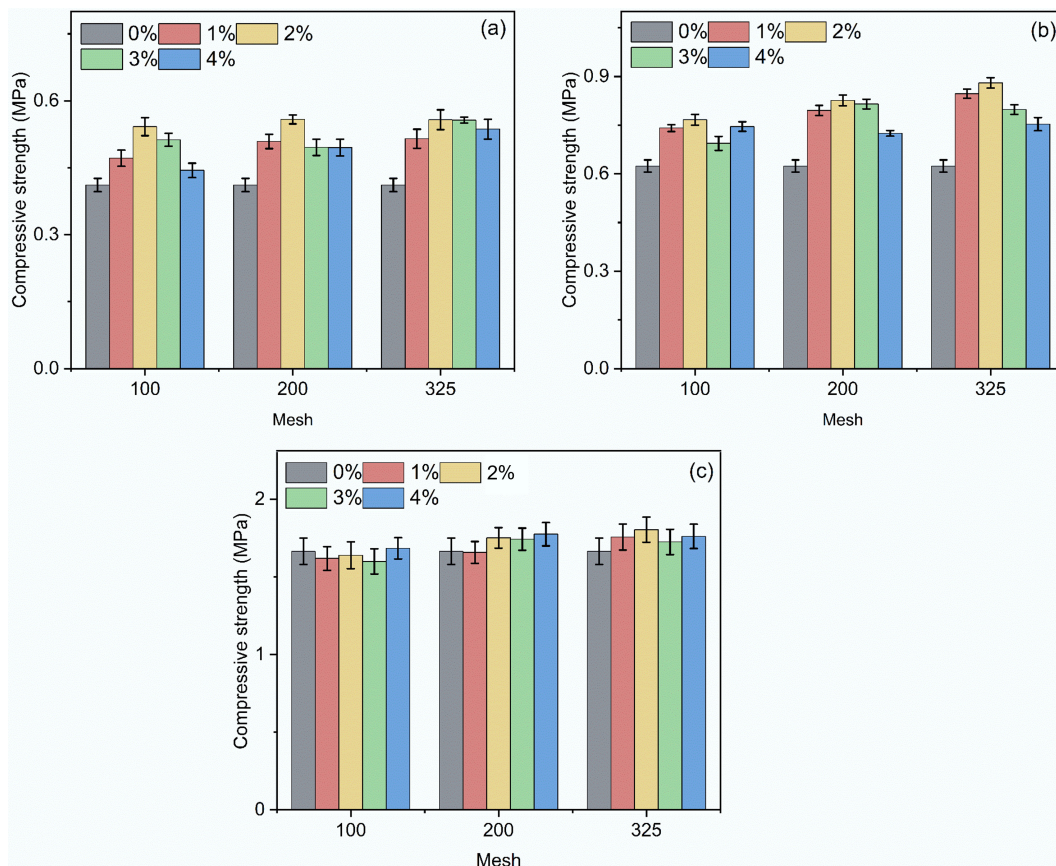 0% 1% 2% (a)
3% 4%
0.6
0.3
0.0
Compressive strength (MPa)
100 200 325
Mesh
0% 1% 2% (b)
3% 4%
0.9
0.6
0.3
0.0
Compressive strength (MPa)
100 200 325
Mesh
0% 1% 2% (c)
3% 4%
2
1
0
Compressive strength (MPa)
100 200 325
Mesh